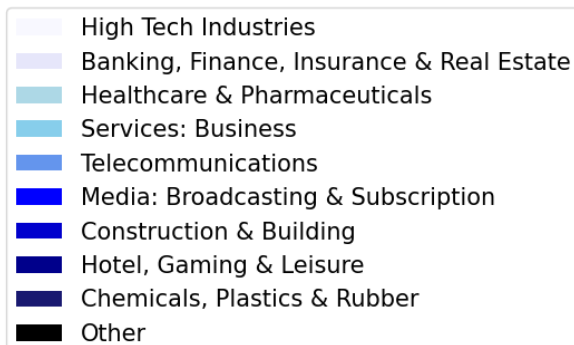 High Tech Industries
Banking, Finance, Insurance & Real Estate
Healthcare & Pharmaceuticals
Services: Business
Telecommunications
Media: Broadcasting & Subscription
Construction & Building
Hotel, Gaming & Leisure
Chemicals, Plastics & Rubber
Other